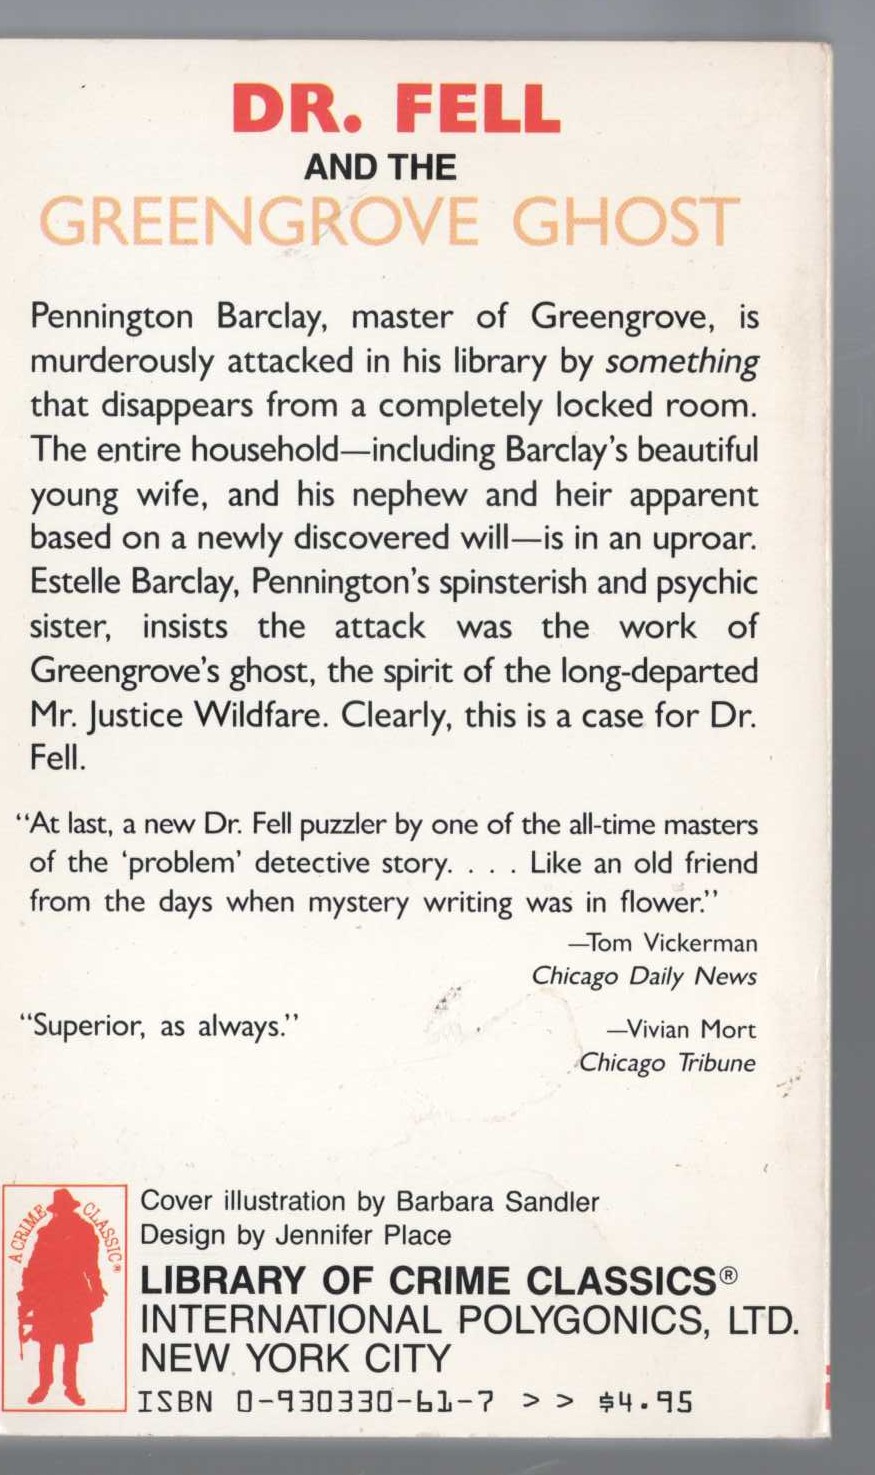 DR. FELL
AND THE
GREENGROVE GHOST
Pennington Barclay, master of Greengrove, is
murderously attacked in his library by something
that disappears from a completely locked room.
The entire household—including Barclay's beautiful
young wife, and his nephew and heir apparent
based on a newly discovered will—is in an uproar.
Estelle Barclay, Pennington's spinsterish and psychic
sister, insists the attack was the work of
Greengrove's ghost, the spirit of the long-departed
Mr. Justice Wildfare. Clearly, this is a case for Dr.
Fell.
"At last, a new Dr. Fell puzzler by one of the all-time masters
of the 'problem' detective story. . . . Like an old friend
from the days when mystery writing was in flower."
—Tom Vickerman
Chicago Daily News
"Superior, as always."
—Vivian Mort
Chicago Tribune
A CRIME CLASSIC®
Cover illustration by Barbara Sandler
Design by Jennifer Place
LIBRARY OF CRIME CLASSICS®
INTERNATIONAL POLYGONICS, LTD.
NEW YORK CITY
ISBN 0-930330-61-7 > > $4.95